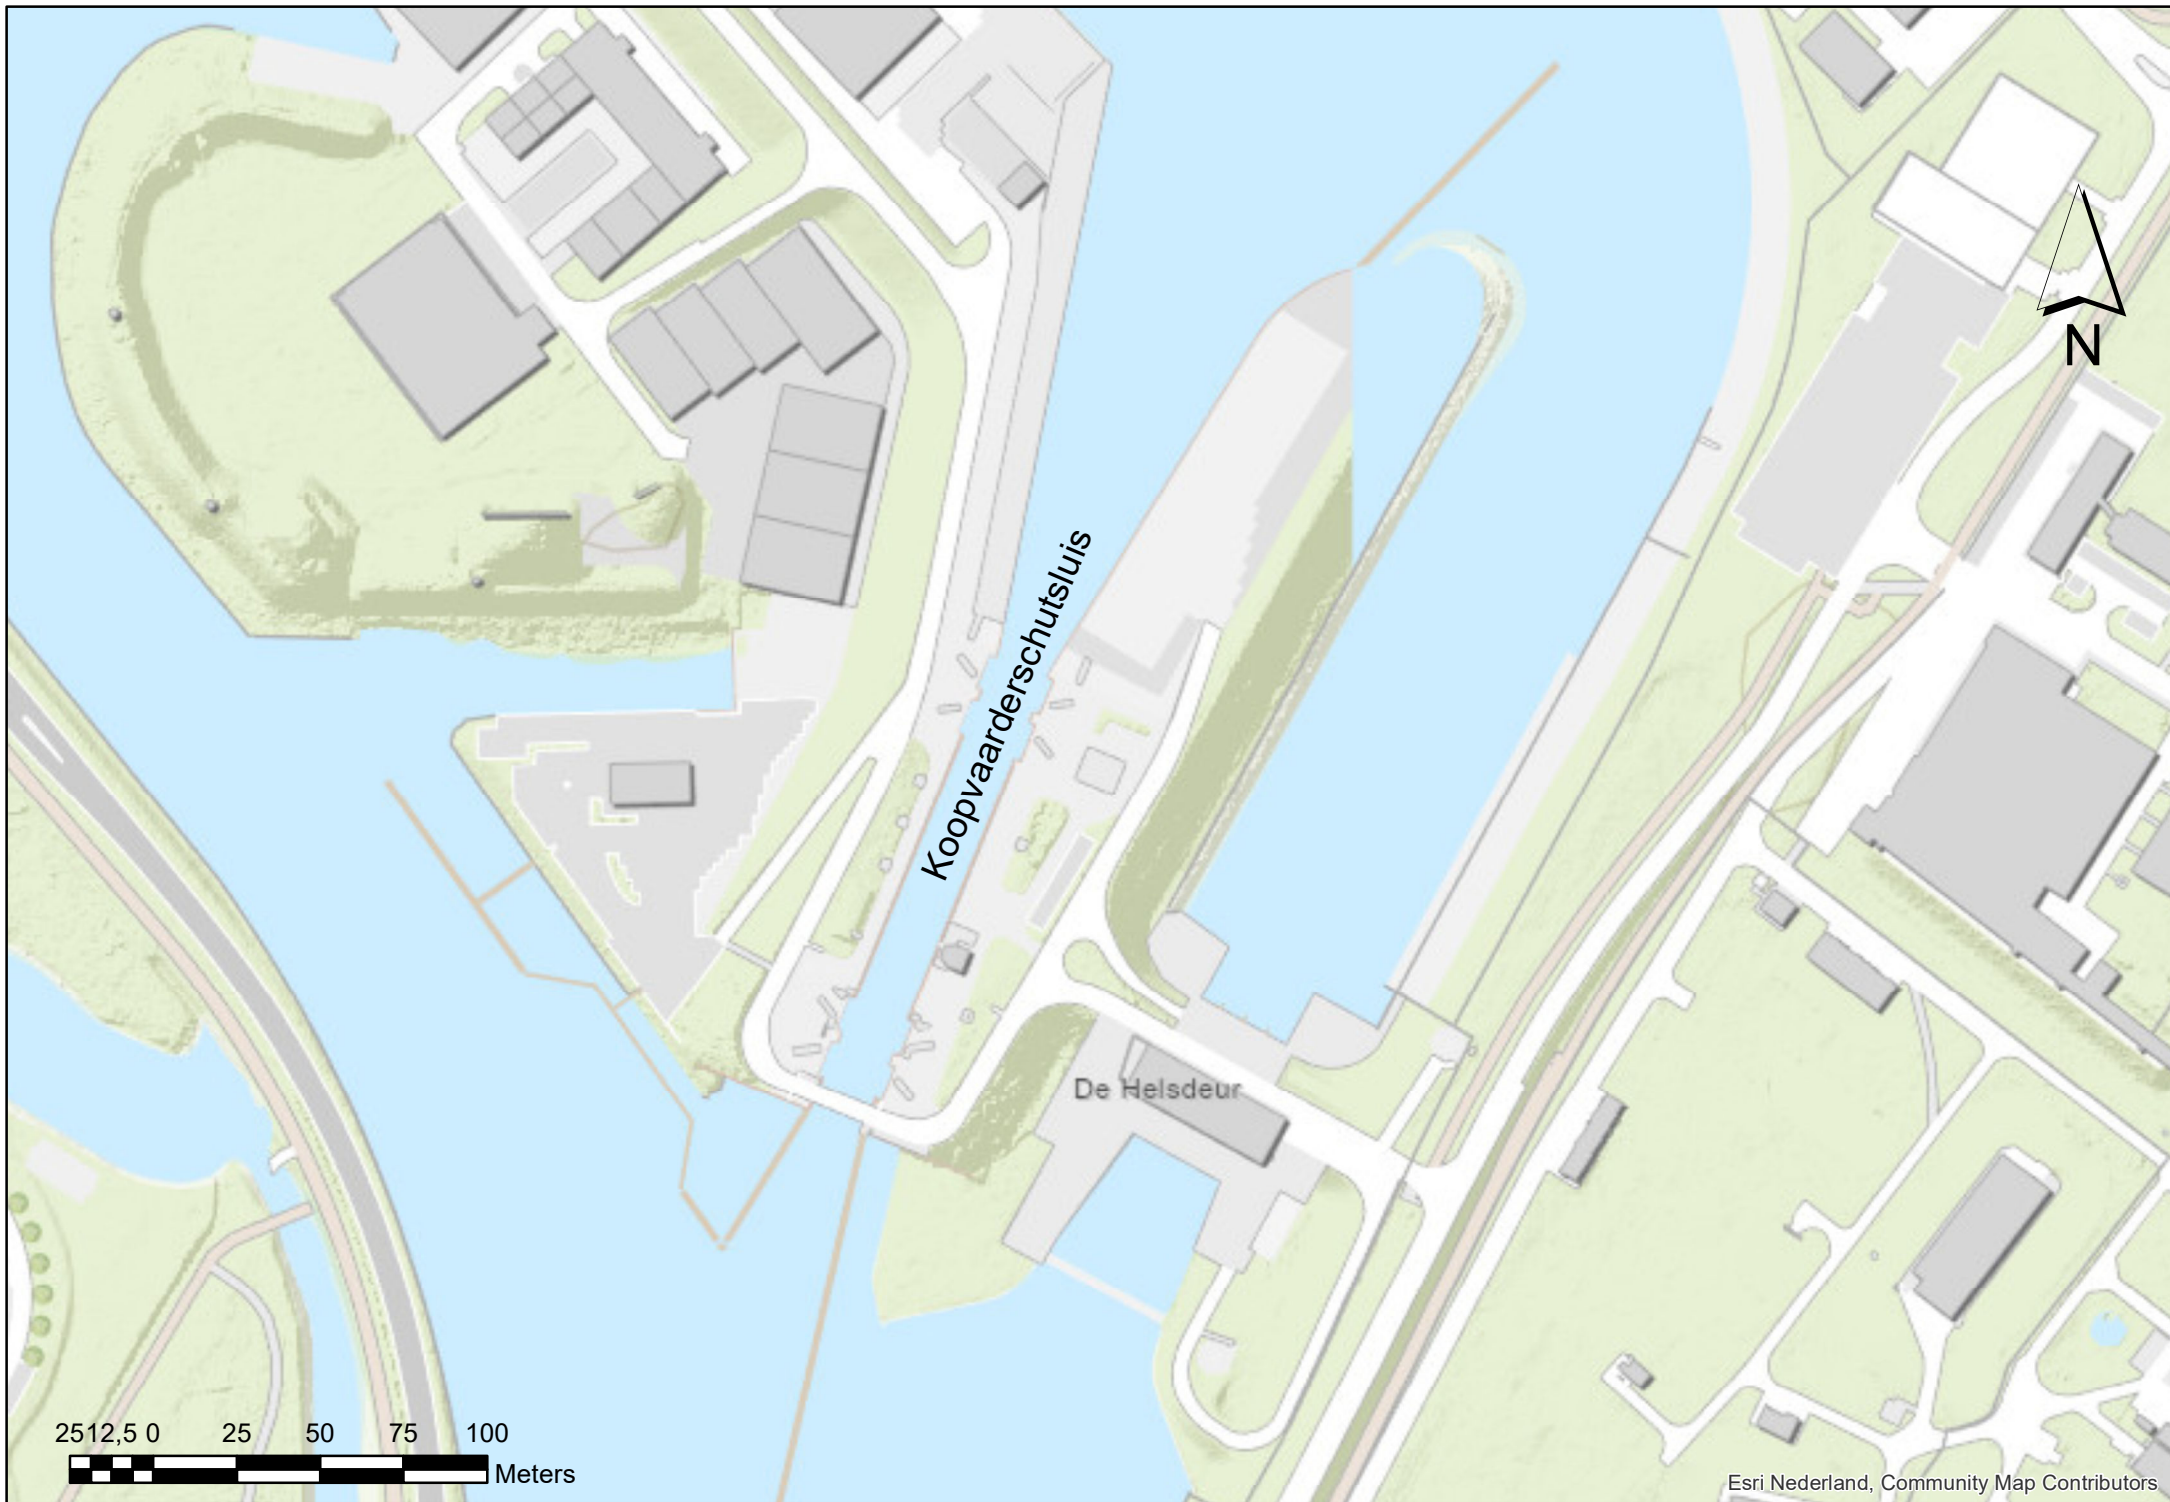 N
Koopvaarderschutsluis
De Helsdeur
25 12,5 0 25 50 75 100
Meters
Esri Nederland, Community Map Contributors